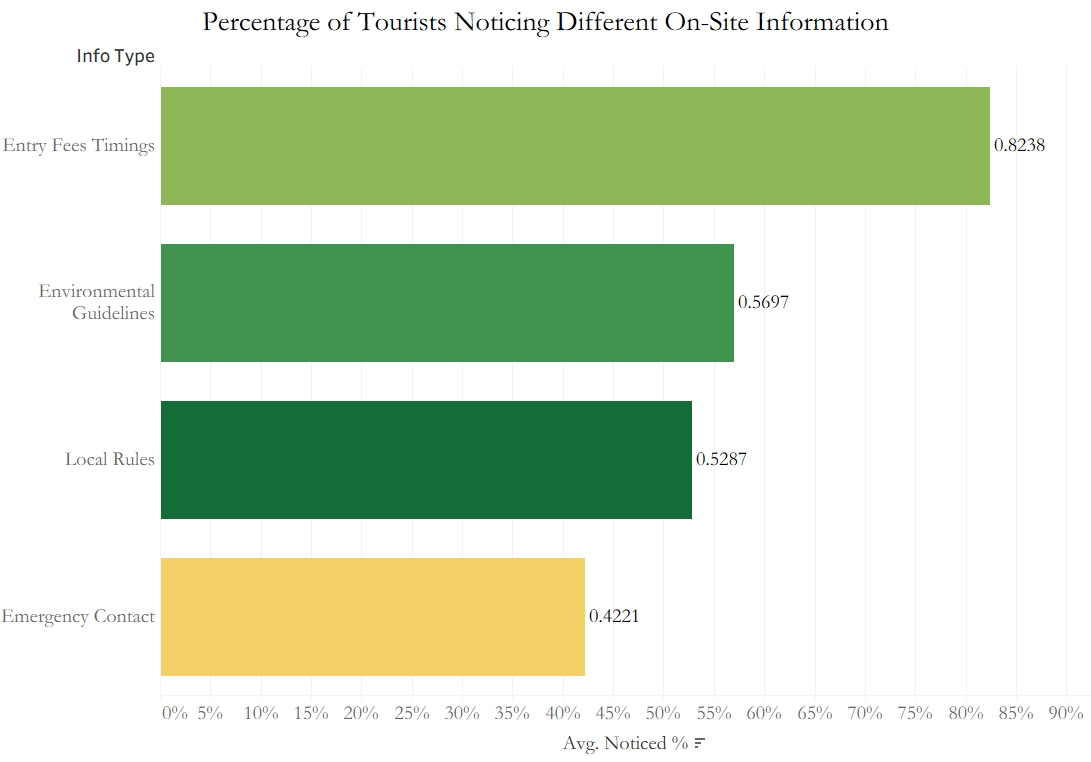 Percentage of Tourists Noticing Different On-Site Information
Info Type
Entry Fees Timings
0.8238
Environmental
Guidelines
0.5697
Local Rules
0.5287
Emergency Contact
0.4221
0% 5% 10% 15% 20% 25% 30% 35% 40% 45% 50% 55% 60% 65% 70% 75% 80% 85% 90%
Avg. Noticed %